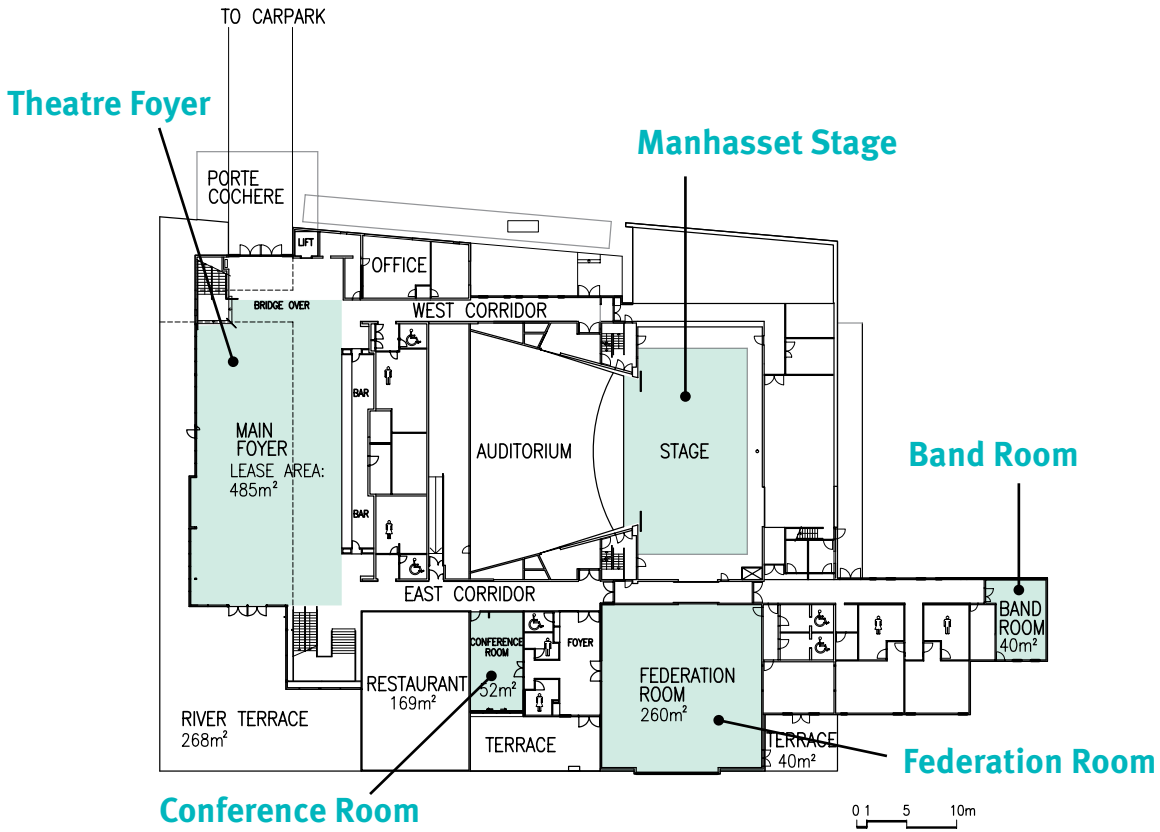 TO CARPARK
Theatre Foyer
Manhasset Stage
PORTE
COCHERE
LIFT
OFFICE
BRIDGE OVER
WEST CORRIDOR
BAR
MAIN
FOYER
LEASE AREA:
485m²
AUDITORIUM
STAGE
Band Room
BAR
EAST CORRIDOR
BAND
ROOM
40m²
CONFERENCE
ROOM
52m²
FOYER
RESTAURANT
169m²
FEDERATION
ROOM
260m²
RIVER TERRACE
268m²
TERRACE
TERRACE
40m²
Federation Room
Conference Room
0 1 5 10m